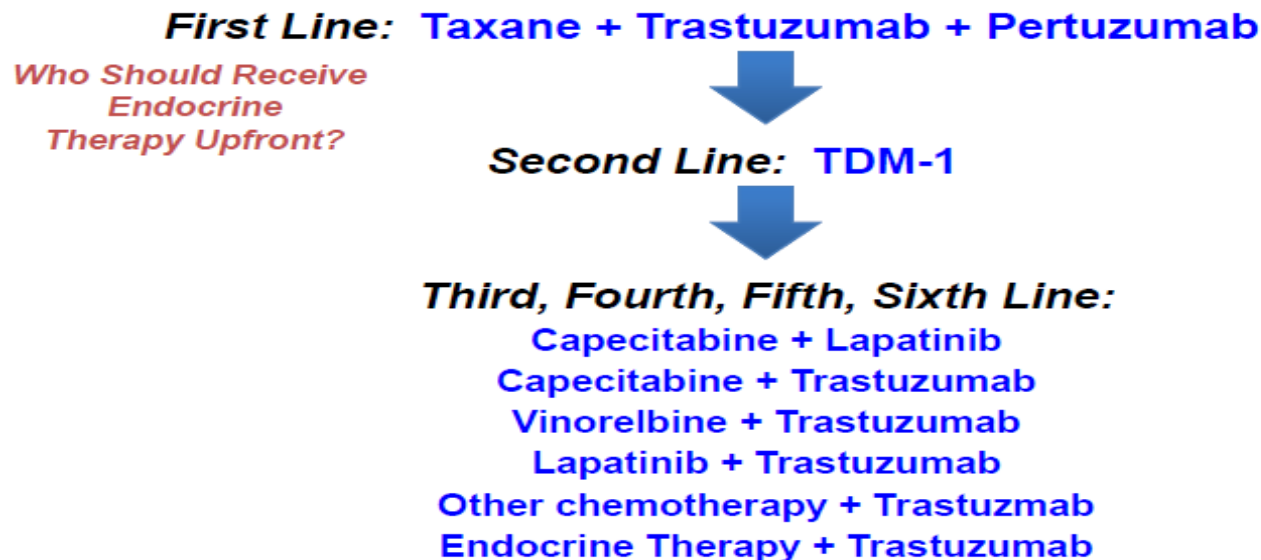 First Line: Taxane + Trastuzumab + Pertuzumab
Who Should Receive
Endocrine
Therapy Upfront?
Second Line: TDM-1
Third, Fourth, Fifth, Sixth Line:
Capecitabine + Lapatinib
Capecitabine + Trastuzumab
Vinorelbine + Trastuzumab
Lapatinib + Trastuzumab
Other chemotherapy + Trastuzmab
Endocrine Therapy + Trastuzumab